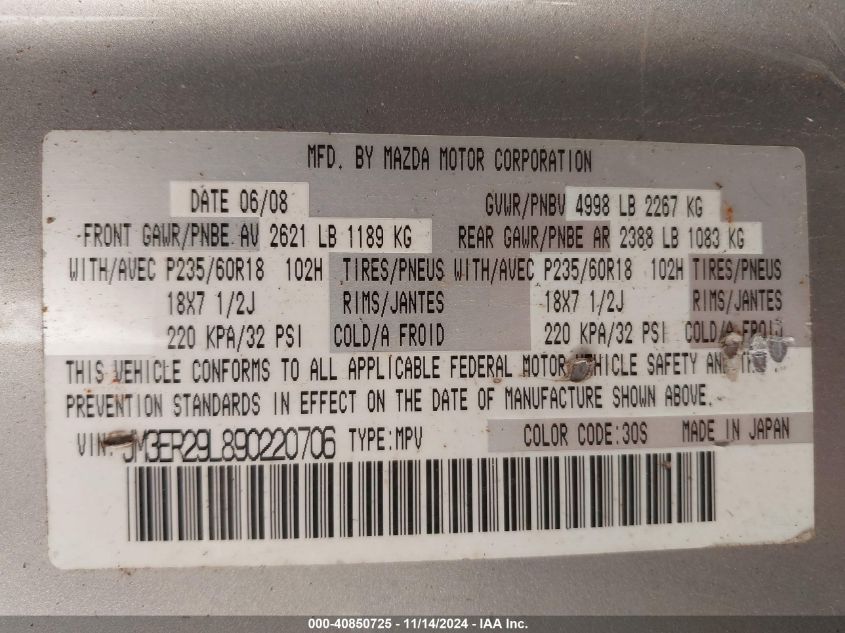 MFD. BY MAZDA MOTOR CORPORATION
DATE 06/08 GVWR/PNBV 4998 LB 2267 KG
FRONT GAWR/PNBE AV 2621 LB 1189 KG REAR GAWR/PNBE AR 2388 LB 1083 KG
WITH/AVEC P235/60R18 102H TIRES/PNEUS WITH/AVEC P235/60R18 102H TIRES/PNEUS
18X7 1/2J RIMS/JANTES 18X7 1/2J RIMS/JANTES
220 KPA/32 PSI COLD/A FROID 220 KPA/32 PSI COLD/A FROID
THIS VEHICLE CONFORMS TO ALL APPLICABLE FEDERAL MOTOR VEHICLE SAFETY AND
PREVENTION STANDARDS IN EFFECT ON THE DATE OF MANUFACTURE SHOWN ABOVE.
VIN: JM3ER29L890220706 TYPE:MPV COLOR CODE:30S MADE IN JAPAN
000-40850725 - 11/14/2024 - IAA Inc.